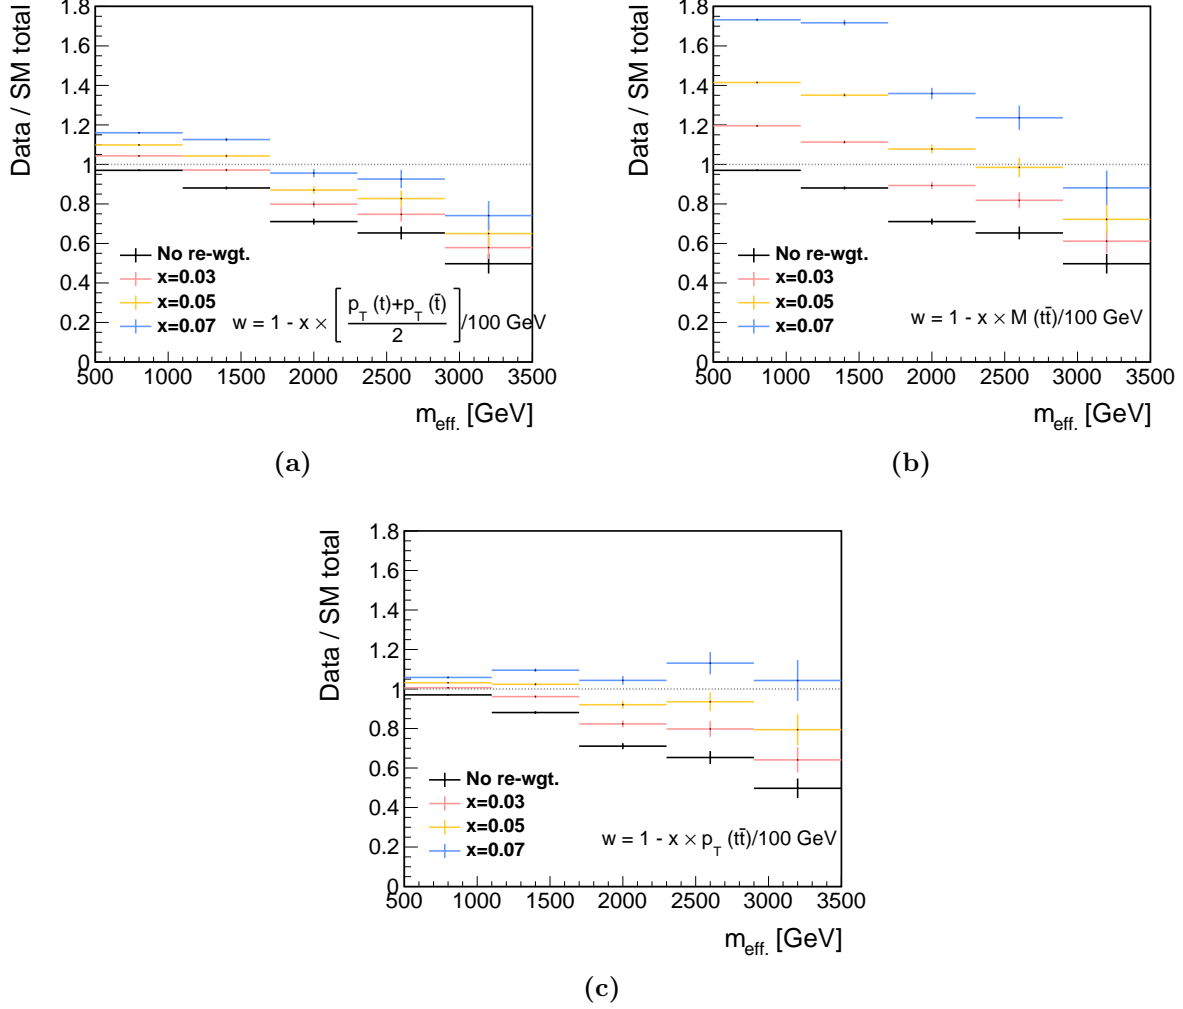 Data / SM total
1.8
1.6
1.4
1.2
1
0.8
0.6
0.4
0.2
0
No re-wgt.
x=0.03
x=0.05
x=0.07
w = 1 - x × [ p_T (t)+p_T (t̄) / 2 ] /100 GeV
500 1000 1500 2000 2500 3000 3500
m_eff. [GeV]
(a)
Data / SM total
1.8
1.6
1.4
1.2
1
0.8
0.6
0.4
0.2
0
No re-wgt.
x=0.03
x=0.05
x=0.07
w = 1 - x × M (tt̄)/100 GeV
500 1000 1500 2000 2500 3000 3500
m_eff. [GeV]
(b)
Data / SM total
1.8
1.6
1.4
1.2
1
0.8
0.6
0.4
0.2
0
No re-wgt.
x=0.03
x=0.05
x=0.07
w = 1 - x × p_T (tt̄)/100 GeV
500 1000 1500 2000 2500 3000 3500
m_eff. [GeV]
(c)